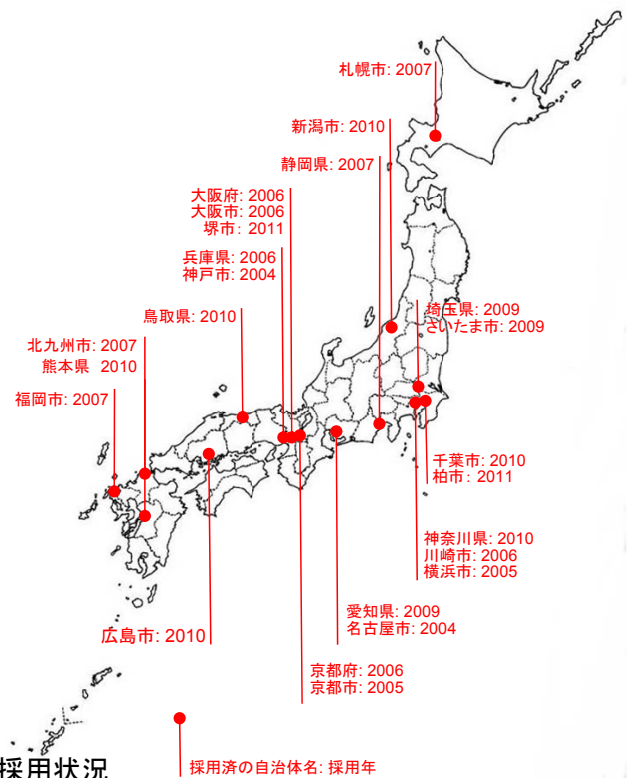 札幌市: 2007
新潟市: 2010
静岡県: 2007
大阪府: 2006
大阪市: 2006
堺市: 2011
兵庫県: 2006
神戸市: 2004
鳥取県: 2010
埼玉県: 2009
さいたま市: 2009
北九州市: 2007
熊本県 2010
福岡市: 2007
千葉市: 2010
柏市: 2011
神奈川県: 2010
川崎市: 2006
横浜市: 2005
愛知県: 2009
名古屋市: 2004
広島市: 2010
京都府: 2006
京都市: 2005
採用状況
採用済の自治体名: 採用年